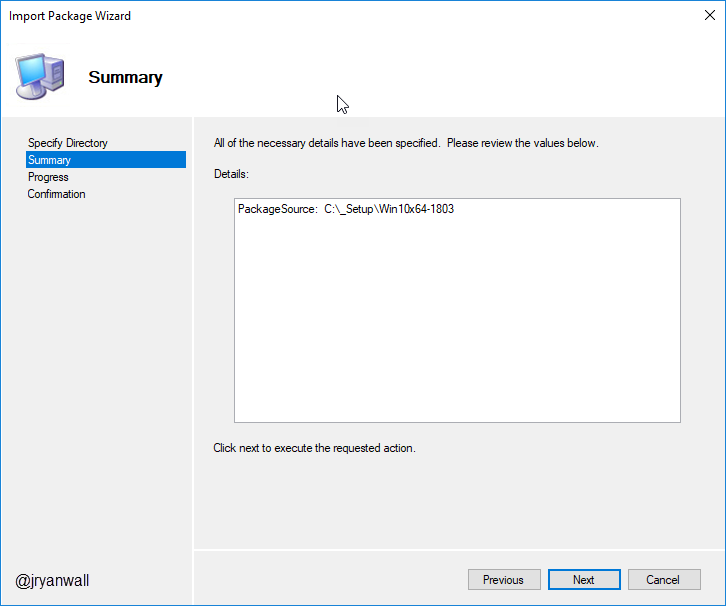 Import Package Wizard
Summary
Specify Directory
Summary
Progress
Confirmation
All of the necessary details have been specified.  Please review the values below.
Details:
PackageSource:  C:\_Setup\Win10x64-1803
Click next to execute the requested action.
@jryanwall
Previous
Next
Cancel